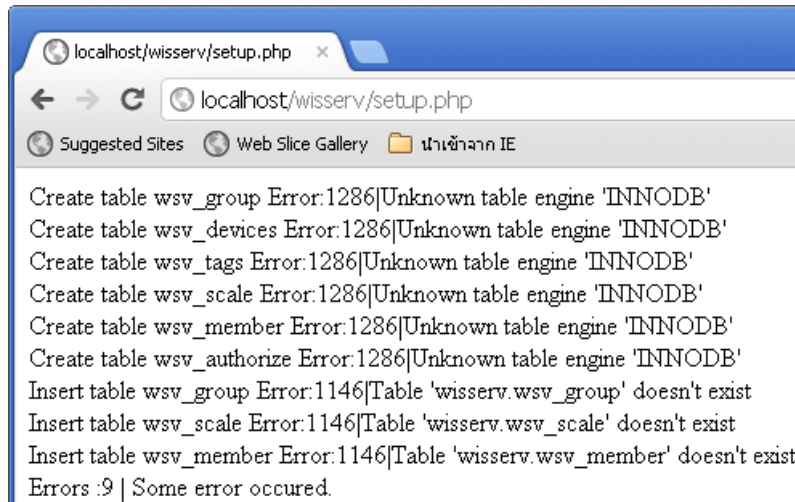 localhost/wisserv/setup.php
localhost/wisserv/setup.php
Suggested Sites Web Slice Gallery นำเข้าจาก IE
Create table wsv_group Error:1286|Unknown table engine 'INNODB'
Create table wsv_devices Error:1286|Unknown table engine 'INNODB'
Create table wsv_tags Error:1286|Unknown table engine 'INNODB'
Create table wsv_scale Error:1286|Unknown table engine 'INNODB'
Create table wsv_member Error:1286|Unknown table engine 'INNODB'
Create table wsv_authorize Error:1286|Unknown table engine 'INNODB'
Insert table wsv_group Error:1146|Table 'wisserv.wsv_group' doesn't exist
Insert table wsv_scale Error:1146|Table 'wisserv.wsv_scale' doesn't exist
Insert table wsv_member Error:1146|Table 'wisserv.wsv_member' doesn't exist
Errors :9 | Some error occured.